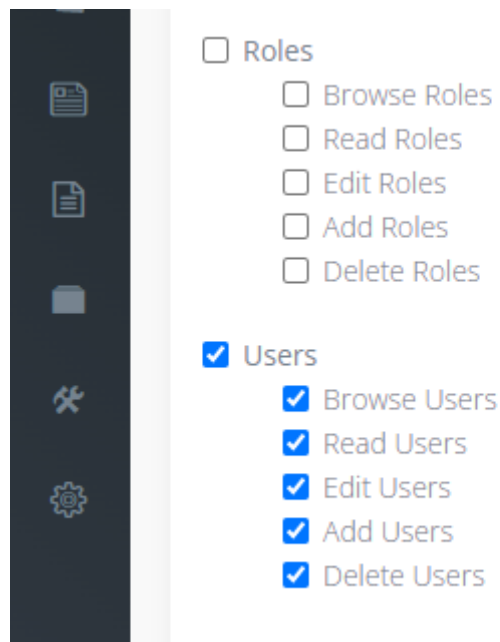 Roles
Browse Roles
Read Roles
Edit Roles
Add Roles
Delete Roles
Users
Browse Users
Read Users
Edit Users
Add Users
Delete Users